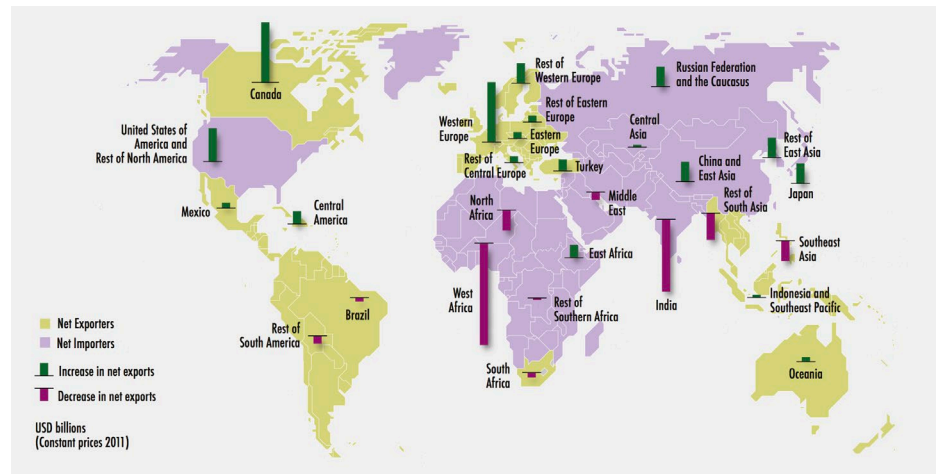 Canada
United States of
America and
Rest of North America
Mexico
Central
America
Rest of
Western Europe
Western
Europe
Rest of Eastern
Europe
Eastern
Europe
Rest of
Central Europe
Turkey
Russian Federation
and the Caucasus
Central
Asia
China and
East Asia
Rest of
East Asia
Japan
North
Africa
Middle
East
Rest of
South Asia
Southeast
Asia
East Africa
West
Africa
Rest of
Southern Africa
India
Indonesia and
Southeast Pacific
Brazil
Rest of
South America
South
Africa
Oceania
Net Exporters
Net Importers
Increase in net exports
Decrease in net exports
USD billions
(Constant prices 2011)